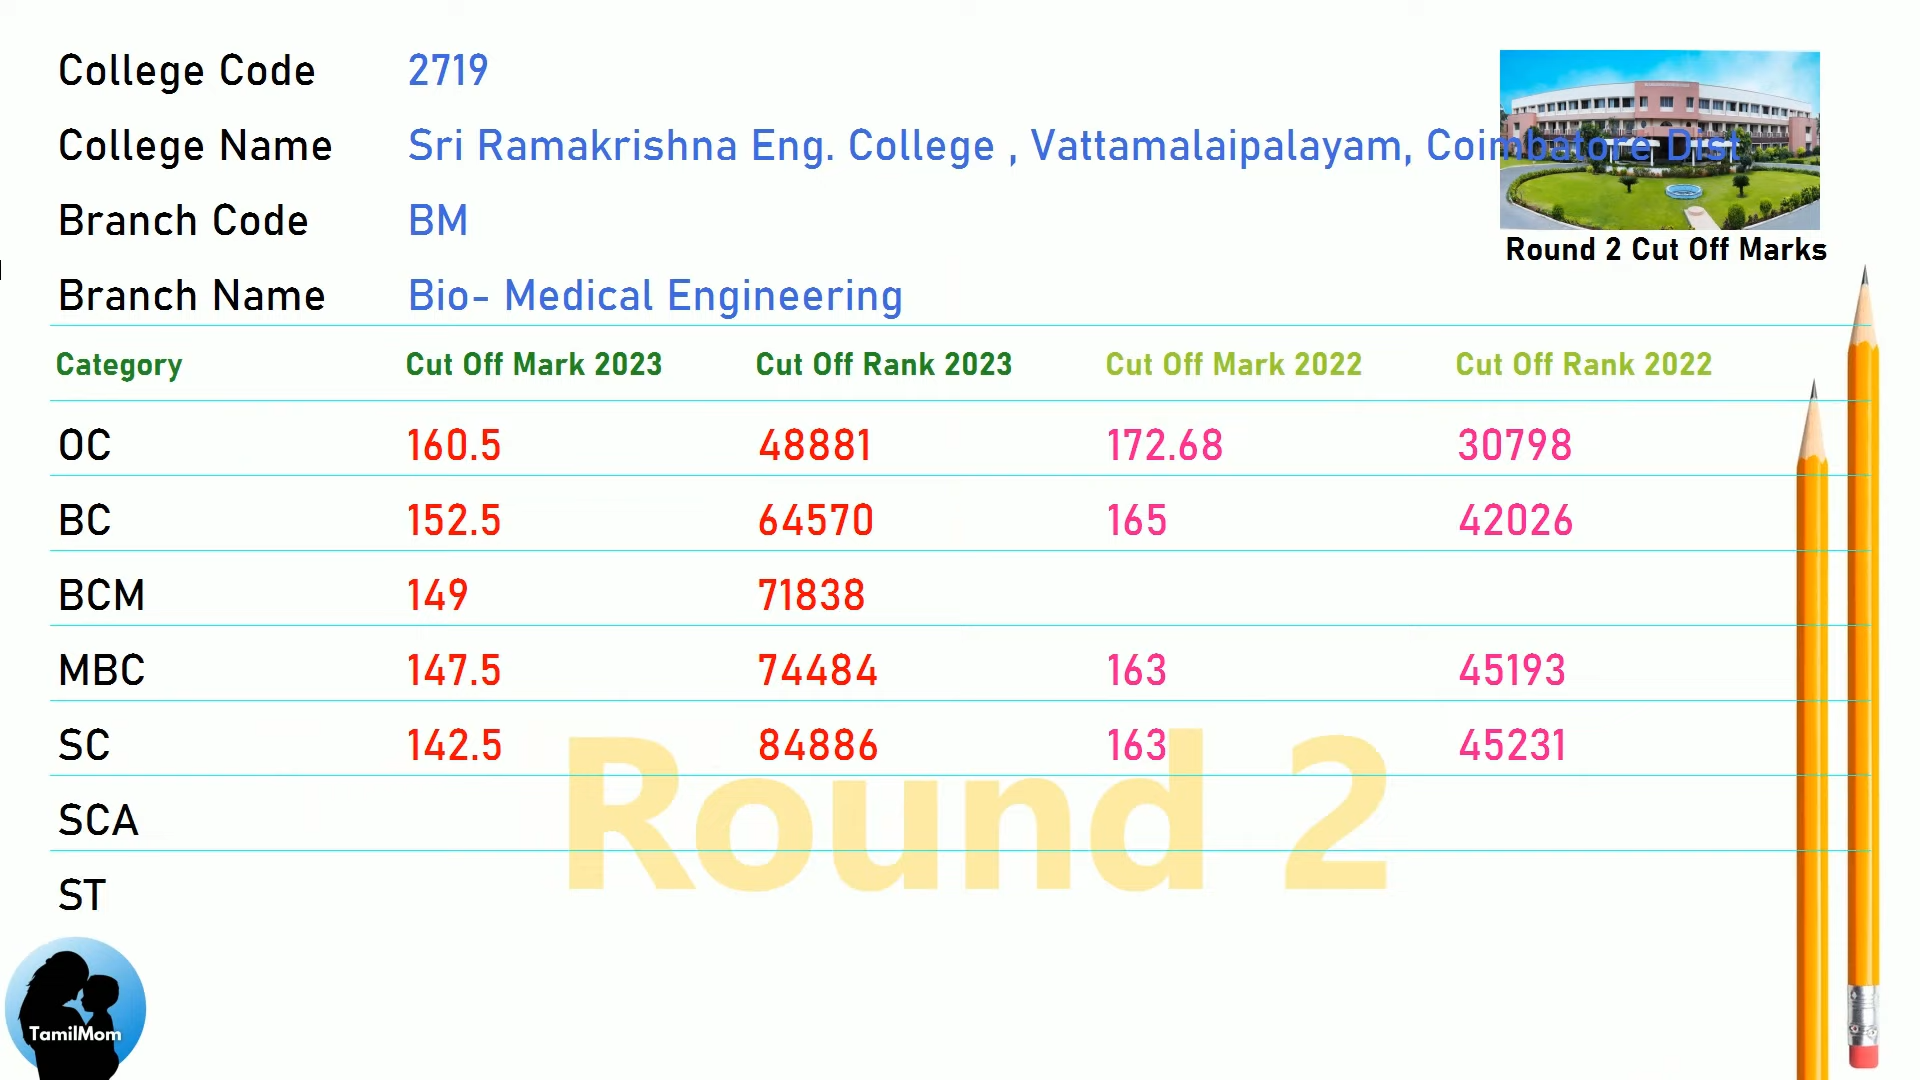 College Code 2719
College Name Sri Ramakrishna Eng. College , Vattamalaipalayam, Coimbatore Dist
Branch Code BM
Round 2 Cut Off Marks
Branch Name Bio- Medical Engineering
Category Cut Off Mark 2023 Cut Off Rank 2023 Cut Off Mark 2022 Cut Off Rank 2022
OC 160.5 48881 172.68 30798
BC 152.5 64570 165 42026
BCM 149 71838
MBC 147.5 74484 163 45193
SC 142.5 84886 163 45231
Round 2
SCA
ST
TamilMom